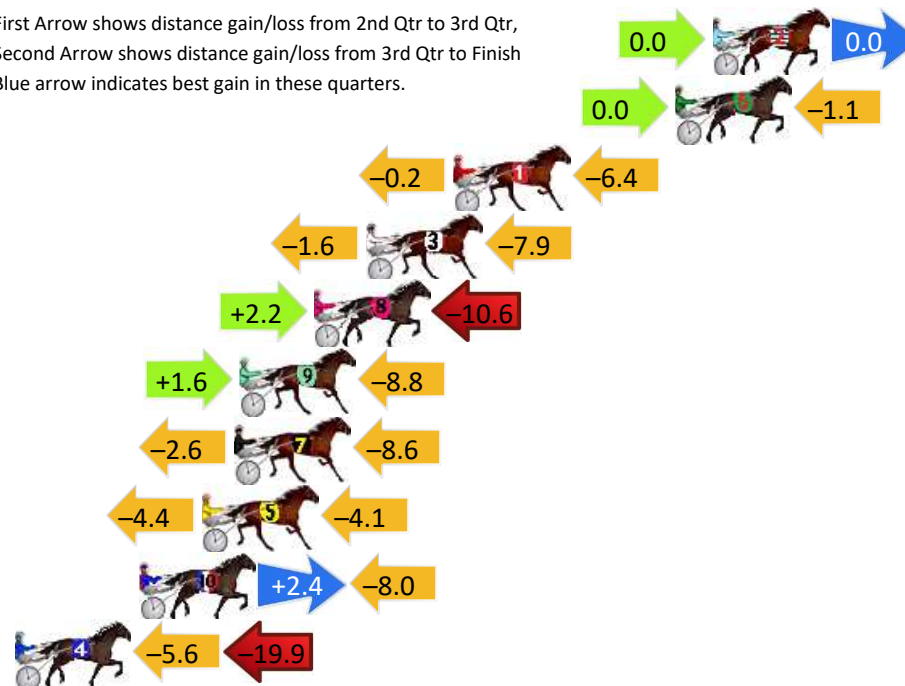 First Arrow shows distance gain/loss from 2nd Qtr to 3rd Qtr,
Second Arrow shows distance gain/loss from 3rd Qtr to Finish
Blue arrow indicates best gain in these quarters.
0.0 2 0.0
0.0 6 –1.1
–0.2 1 –6.4
–1.6 3 –7.9
+2.2 8 –10.6
+1.6 9 –8.8
–2.6 7 –8.6
–4.4 5 –4.1
10 +2.4 –8.0
4 –5.6 –19.9